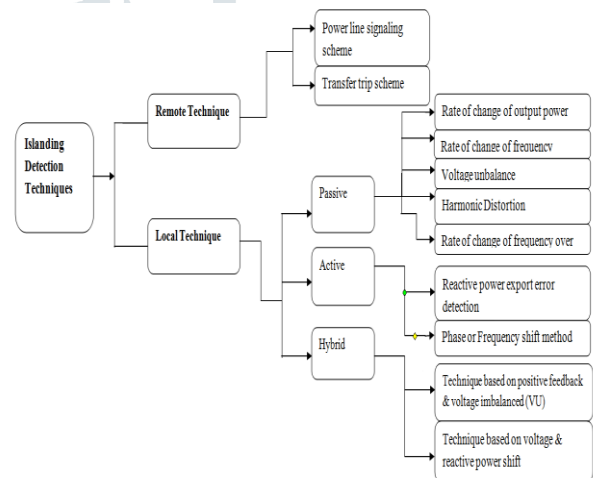 Power line signaling
scheme
Transfer trip scheme
Remote Technique
Islanding
Detection
Techniques
Local Technique
Rate of change of output power
Rate of change of frequency
Voltage unbalance
Passive
Harmonic Distortion
Rate of change of frequency over
Active
Reactive power export error
detection
Phase or Frequency shift method
Hybrid
Technique based on positive feedback
& voltage imbalanced (VU)
Technique based on voltage &
reactive power shift